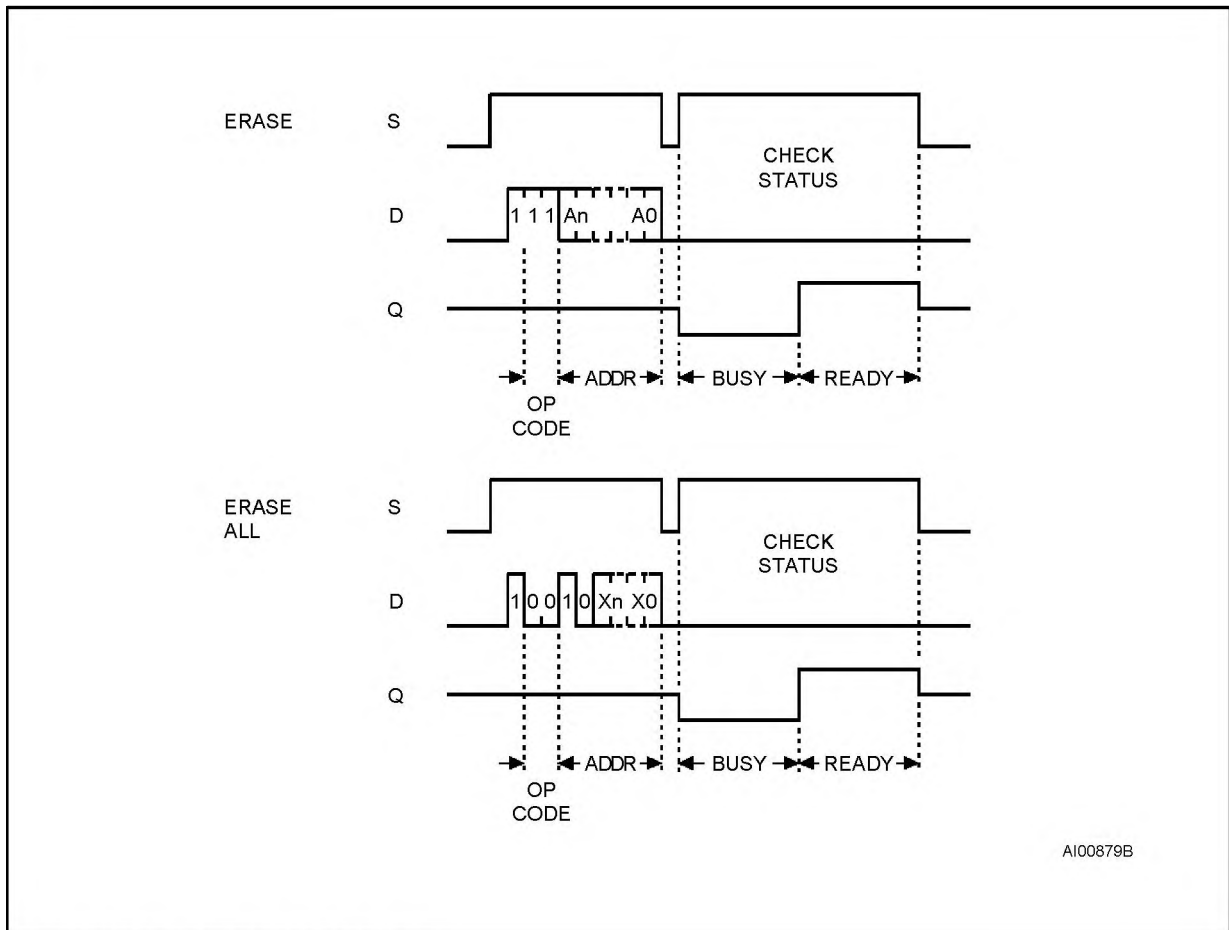 ERASE S
CHECK
STATUS
D 1 1 1 An A0
Q
ADDR BUSY READY
OP
CODE
ERASE
ALL
S
CHECK
STATUS
D 1 0 0 1 0 Xn X0
Q
ADDR BUSY READY
OP
CODE
AI00879B